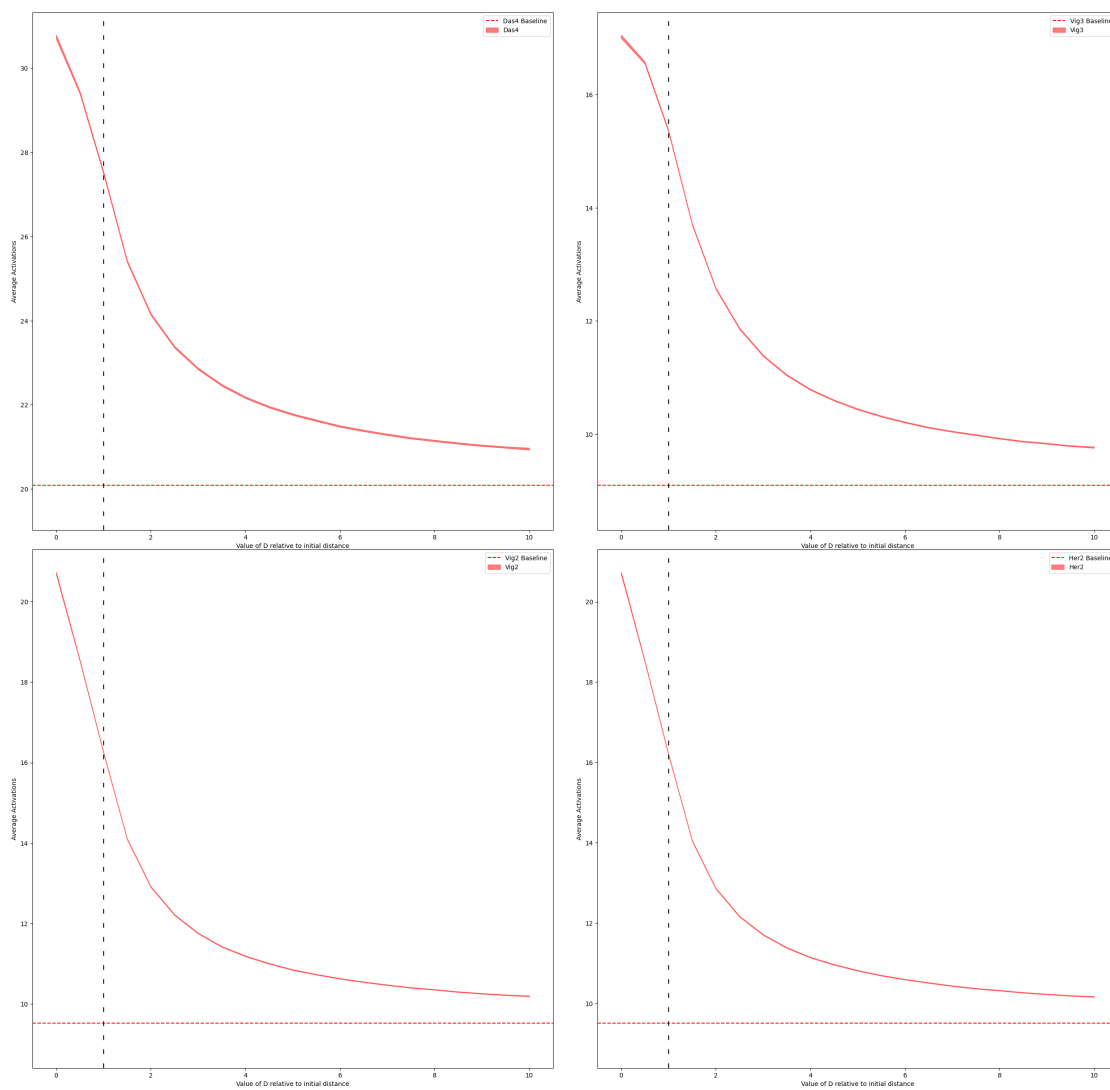 Das4 Baseline
Das4
30
28
26
24
22
20
Average Activations
0 2 4 6 8 10
Value of D relative to initial distance
Vig3 Baseline
Vig3
16
14
12
10
Average Activations
0 2 4 6 8 10
Value of D relative to initial distance
Vig2 Baseline
Vig2
20
18
16
14
12
10
Average Activations
0 2 4 6 8 10
Value of D relative to initial distance
Her2 Baseline
Her2
20
18
16
14
12
10
Average Activations
0 2 4 6 8 10
Value of D relative to initial distance